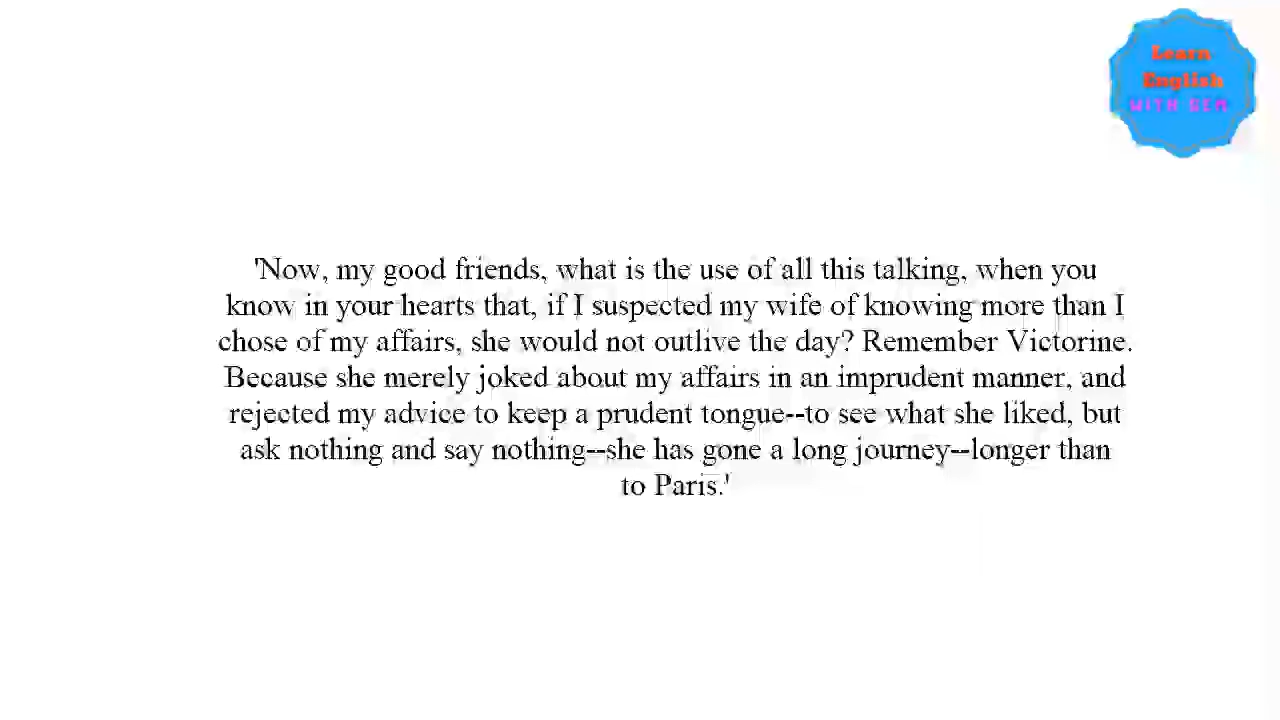 Learn
English
WITH GEM
'Now, my good friends, what is the use of all this talking, when you
know in your hearts that, if I suspected my wife of knowing more than I
chose of my affairs, she would not outlive the day? Remember Victorine.
Because she merely joked about my affairs in an imprudent manner, and
rejected my advice to keep a prudent tongue--to see what she liked, but
ask nothing and say nothing--she has gone a long journey--longer than
to Paris.'